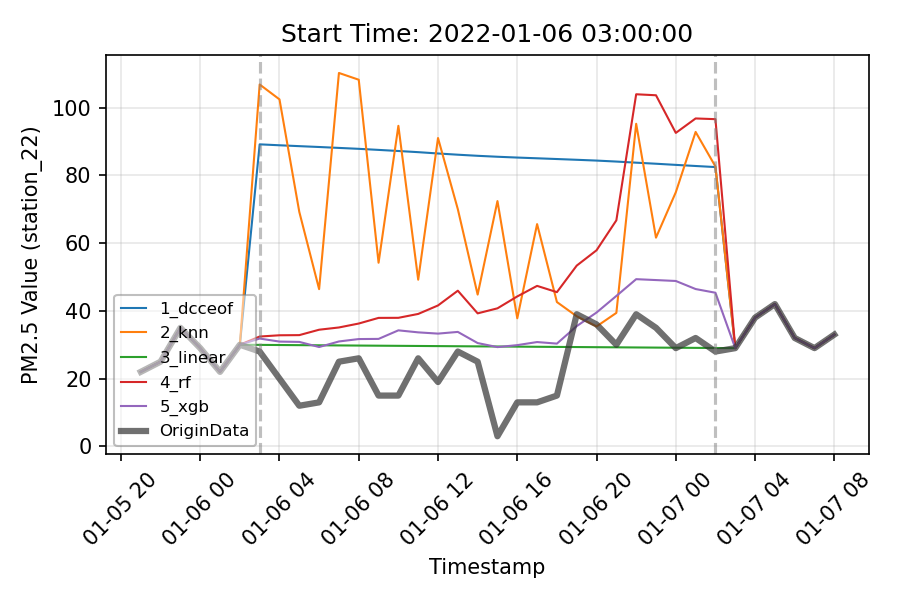 Start Time: 2022-01-06 03:00:00
PM2.5 Value (station_22)
100
80
60
40
20
0
1_dcceof
2_knn
3_linear
4_rf
5_xgb
OriginData
01-05 20
01-06 00
01-06 04
01-06 08
01-06 12
01-06 16
01-06 20
01-07 00
01-07 04
01-07 08
Timestamp